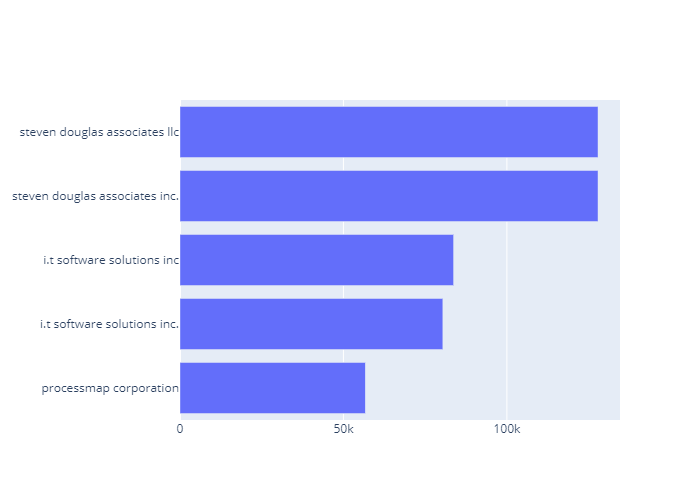 steven douglas associates llc
steven douglas associates inc.
i.t software solutions inc
i.t software solutions inc.
processmap corporation
0 50k 100k